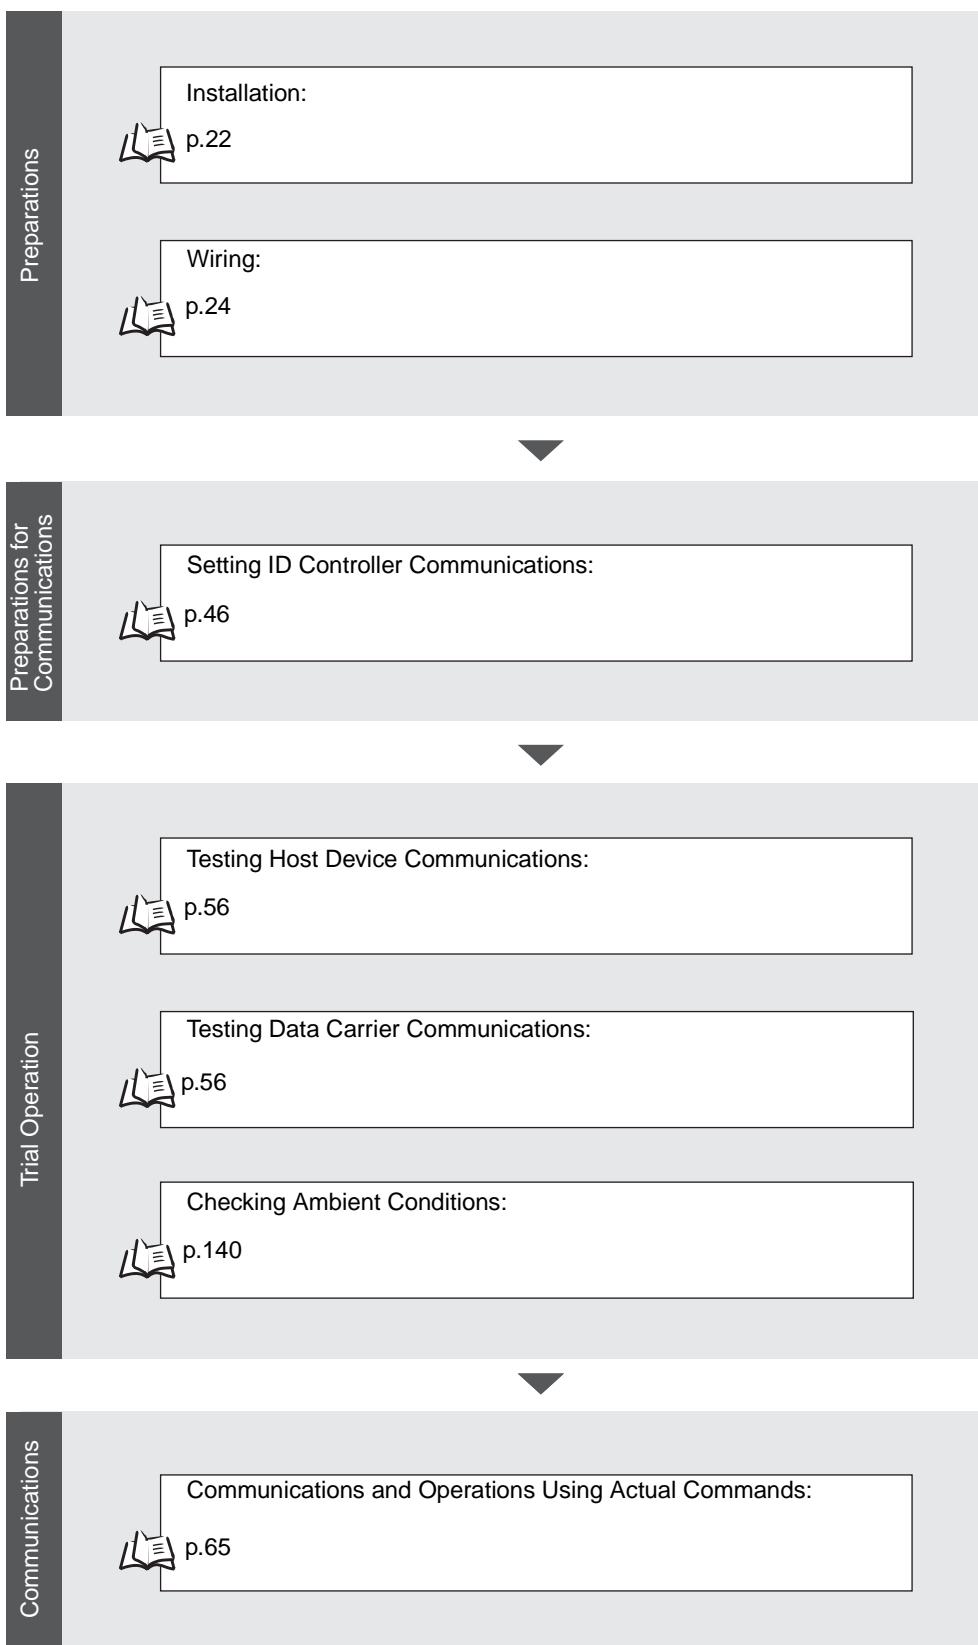 Preparations
Installation:
p.22
Wiring:
p.24
Preparations for
Communications
Setting ID Controller Communications:
p.46
Trial Operation
Testing Host Device Communications:
p.56
Testing Data Carrier Communications:
p.56
Checking Ambient Conditions:
p.140
Communications
Communications and Operations Using Actual Commands:
p.65